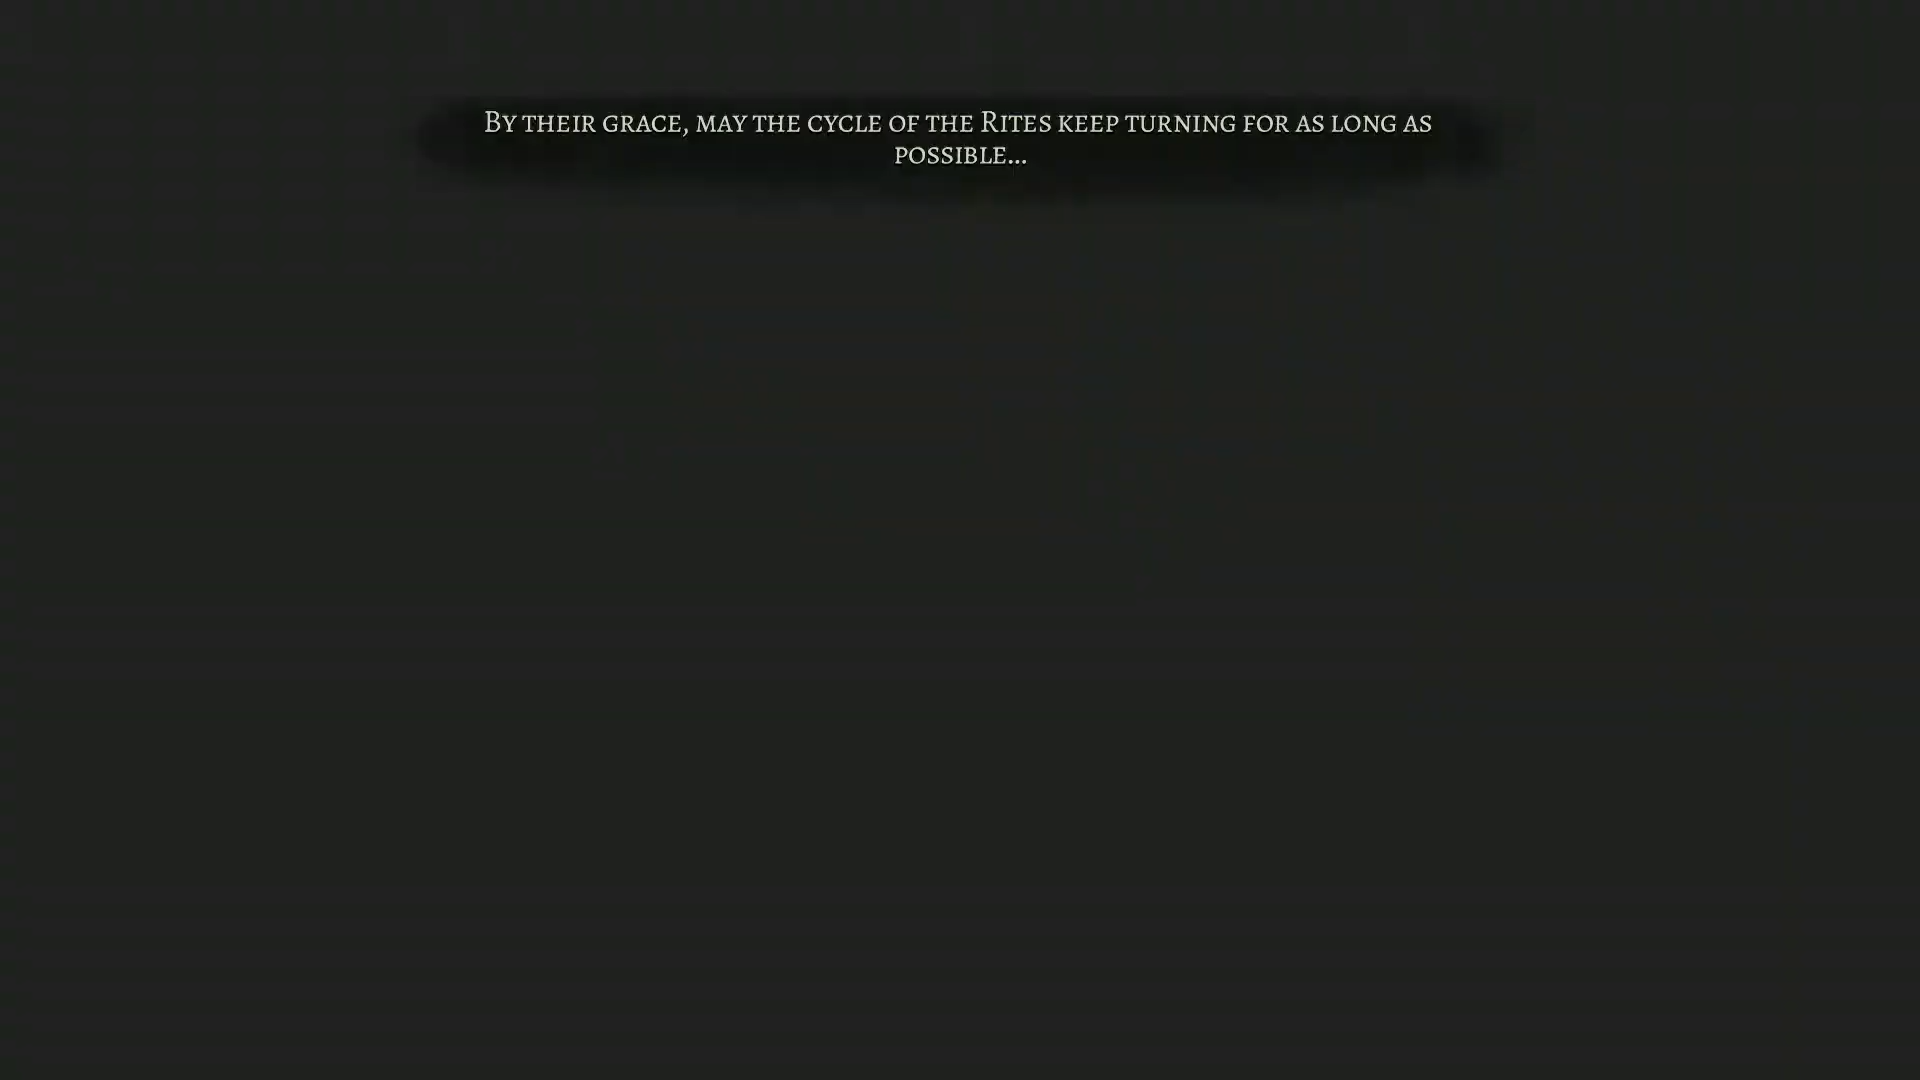 By their grace, may the cycle of the Rites keep turning for as long as
possible...